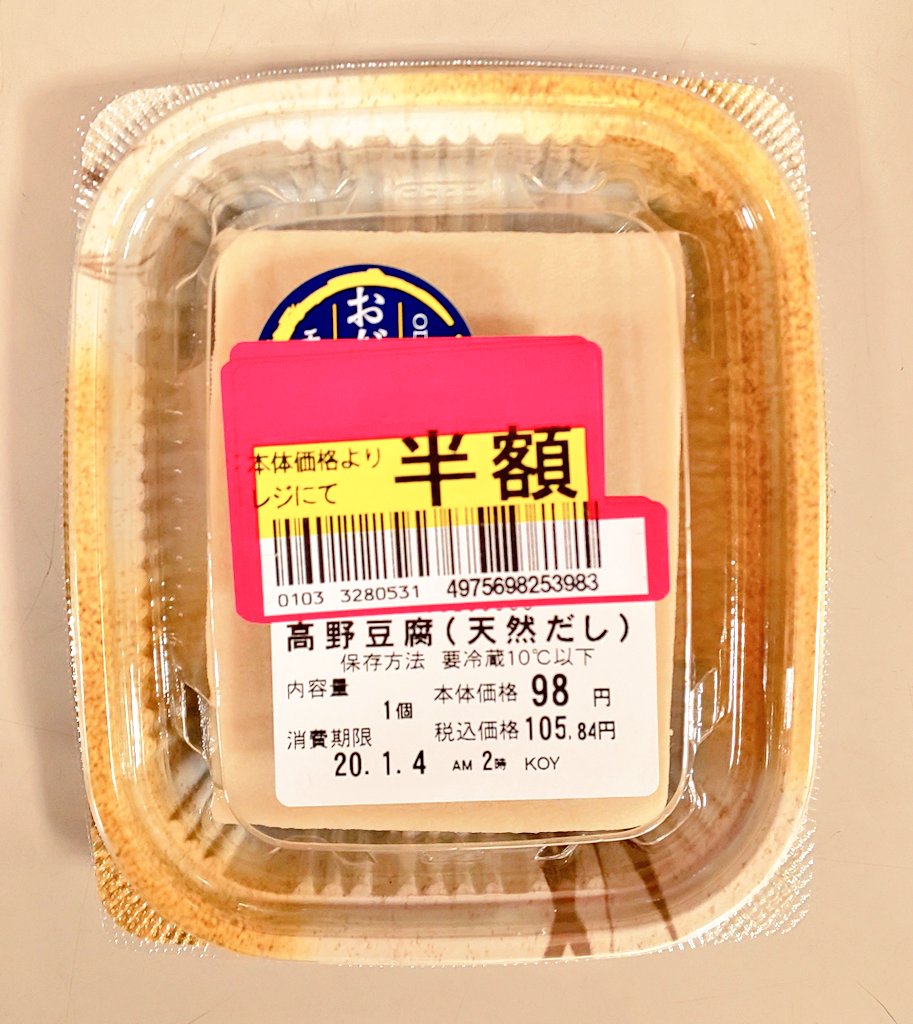 本体価格より 半額
レジにて
0103 3280531 4975698253983
高野豆腐(天然だし)
保存方法 要冷蔵10℃以下
内容量 本体価格 98 円
1個
消費期限 税込価格 105.84円
20.1.4 AM 2時 KOY